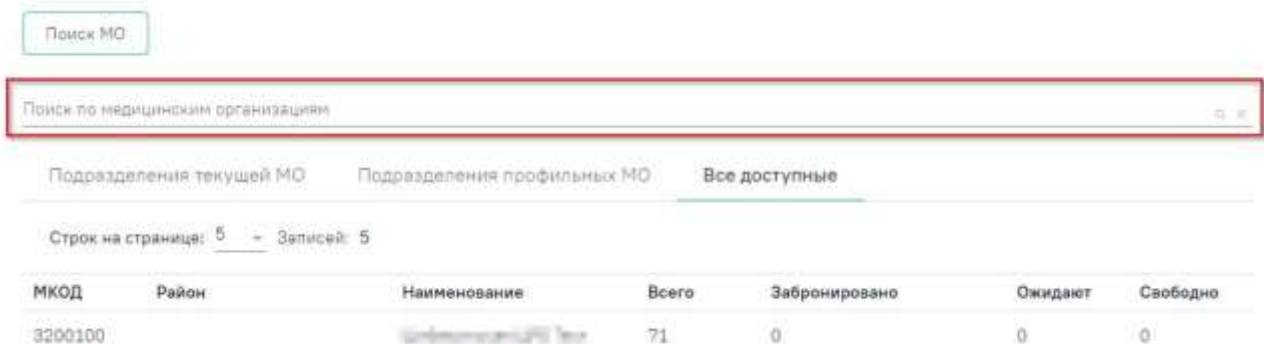 Поиск МО
Поиск по медицинским организациям
Подразделения текущей МО Подразделения профильных МО Все доступные
Строк на странице: 5 Записей: 5
МКОД Район Наименование Всего Забронировано Ожидают Свободно
3200100 71 0 0 0